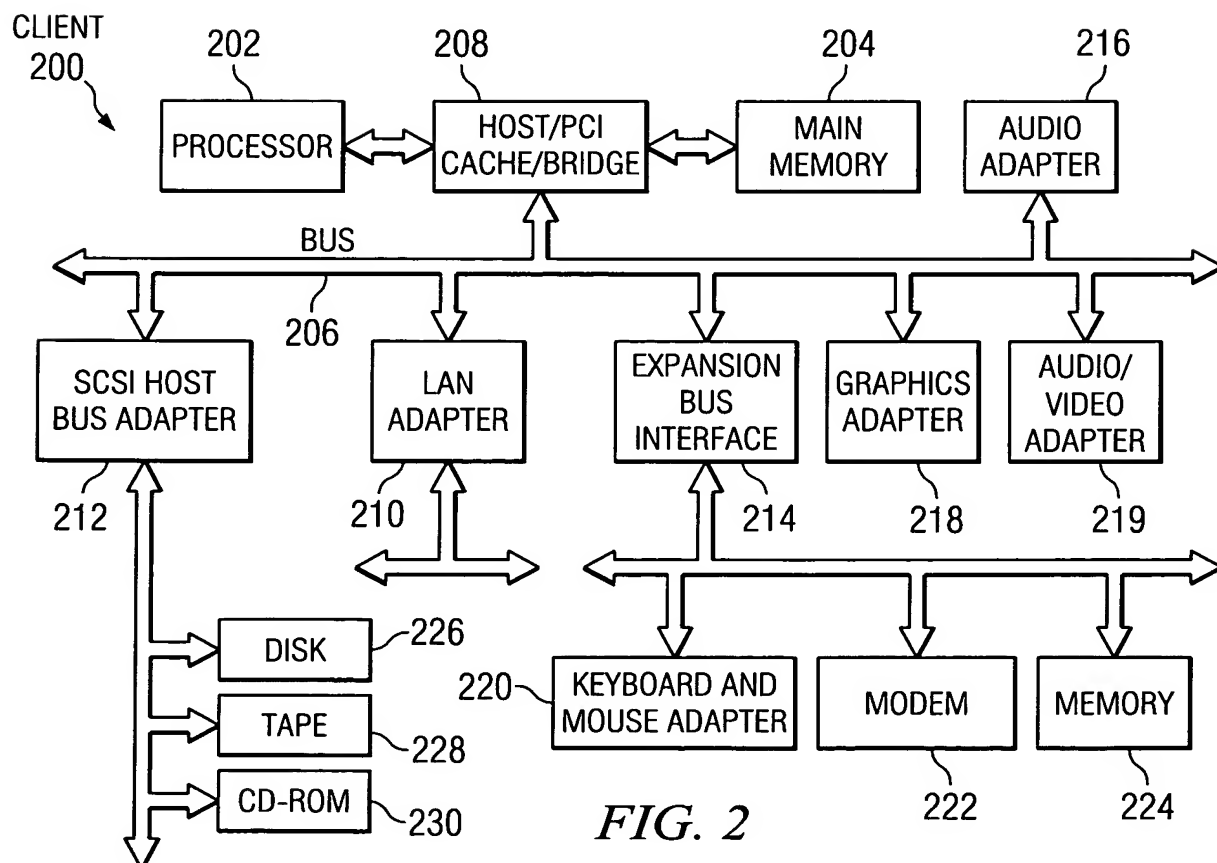 CLIENT
200
202
208
204
216
PROCESSOR
HOST/PCI
CACHE/BRIDGE
MAIN
MEMORY
AUDIO
ADAPTER
BUS
206
SCSI HOST
BUS ADAPTER
LAN
ADAPTER
EXPANSION
BUS
INTERFACE
GRAPHICS
ADAPTER
AUDIO/
VIDEO
ADAPTER
212
210
214
218
219
DISK
226
TAPE
228
CD-ROM
230
220
KEYBOARD AND
MOUSE ADAPTER
MODEM
MEMORY
222
224
FIG. 2